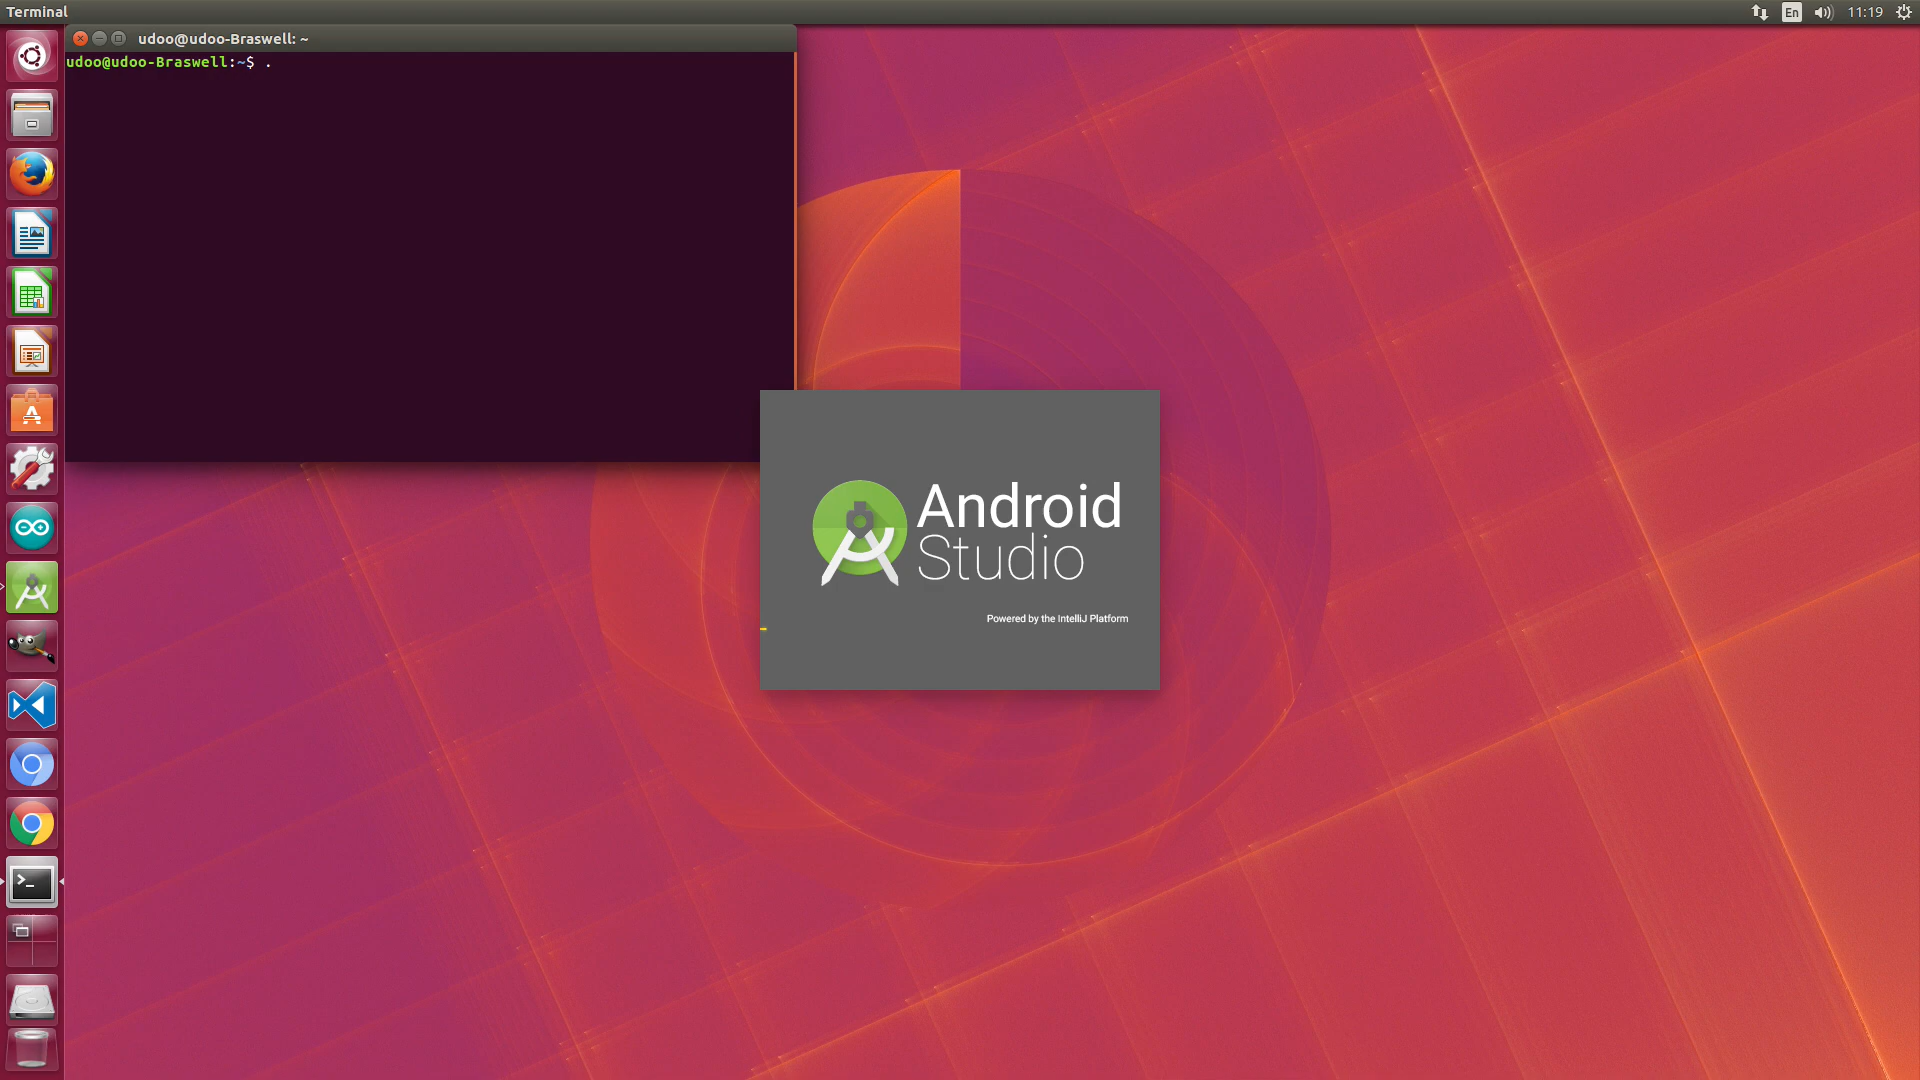 Terminal
En
11:19
udoo@udoo-Braswell: ~
udoo@udoo-Braswell:~$ .
Android
Studio
Powered by the IntelliJ Platform